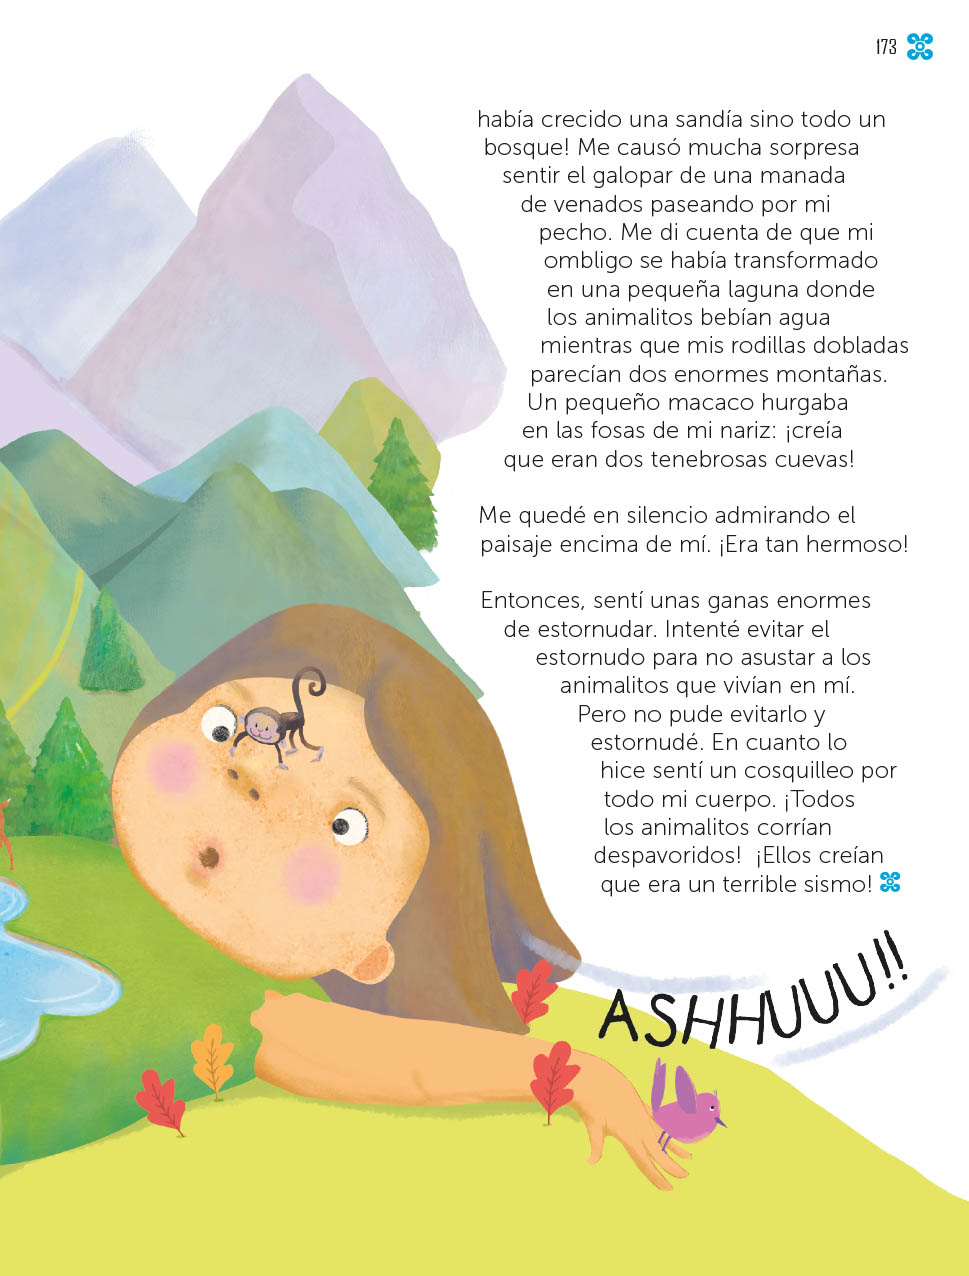 173
había crecido una sandía sino todo un
bosque! Me causó mucha sorpresa
sentir el galopar de una manada
de venados paseando por mi
pecho. Me di cuenta de que mi
ombligo se había transformado
en una pequeña laguna donde
los animalitos bebían agua
mientras que mis rodillas dobladas
parecían dos enormes montañas.
Un pequeño macaco hurgaba
en las fosas de mi nariz: ¡creía
que eran dos tenebrosas cuevas!
Me quedé en silencio admirando el
paisaje encima de mí. ¡Era tan hermoso!
Entonces, sentí unas ganas enormes
de estornudar. Intenté evitar el
estornudo para no asustar a los
animalitos que vivían en mí.
Pero no pude evitarlo y
estornudé. En cuanto lo
hice sentí un cosquilleo por
todo mi cuerpo. ¡Todos
los animalitos corrían
despavoridos!  ¡Ellos creían
que era un terrible sismo!
ASHHUUU!!